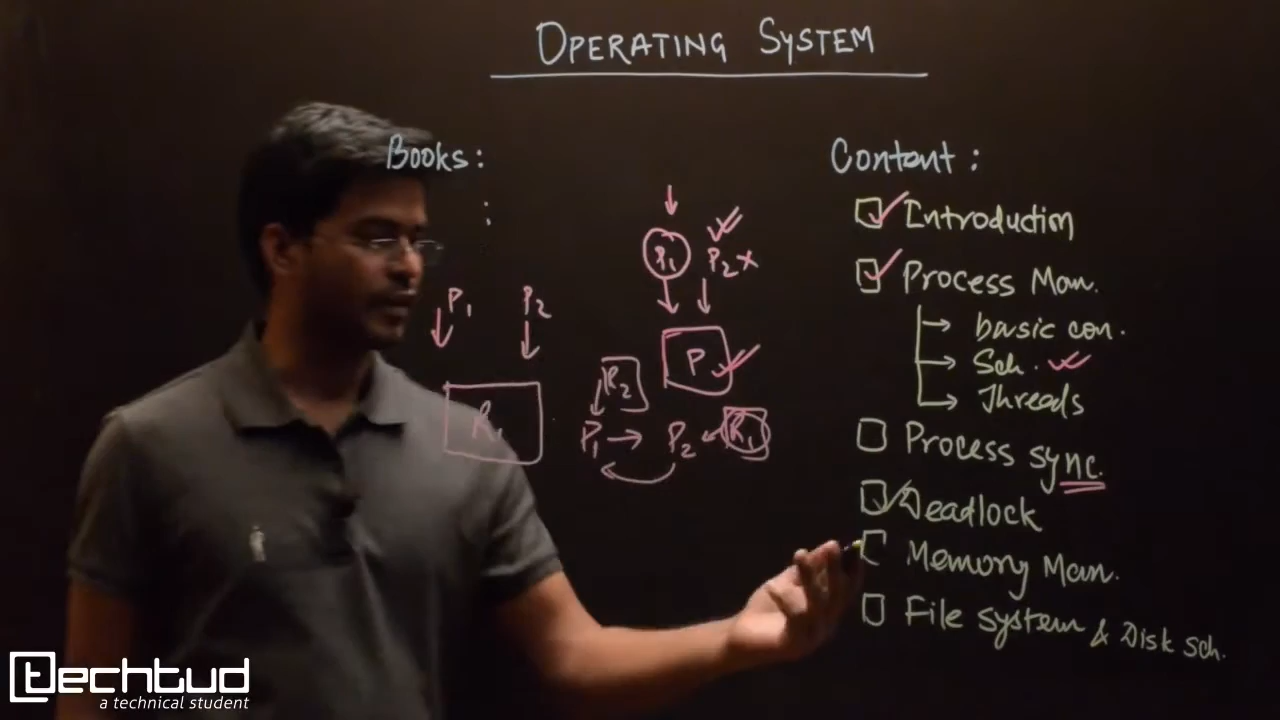 OPERATING SYSTEM
Books:
:
P1 P2
R1
P1 P2 x
P
R2
P1 P2 R1
Content:
Introduction
Process Man.
basic con.
Sch.
Threads
Process sync.
Deadlock
Memory Man.
File system & Disk Sch.
techtud
a technical student